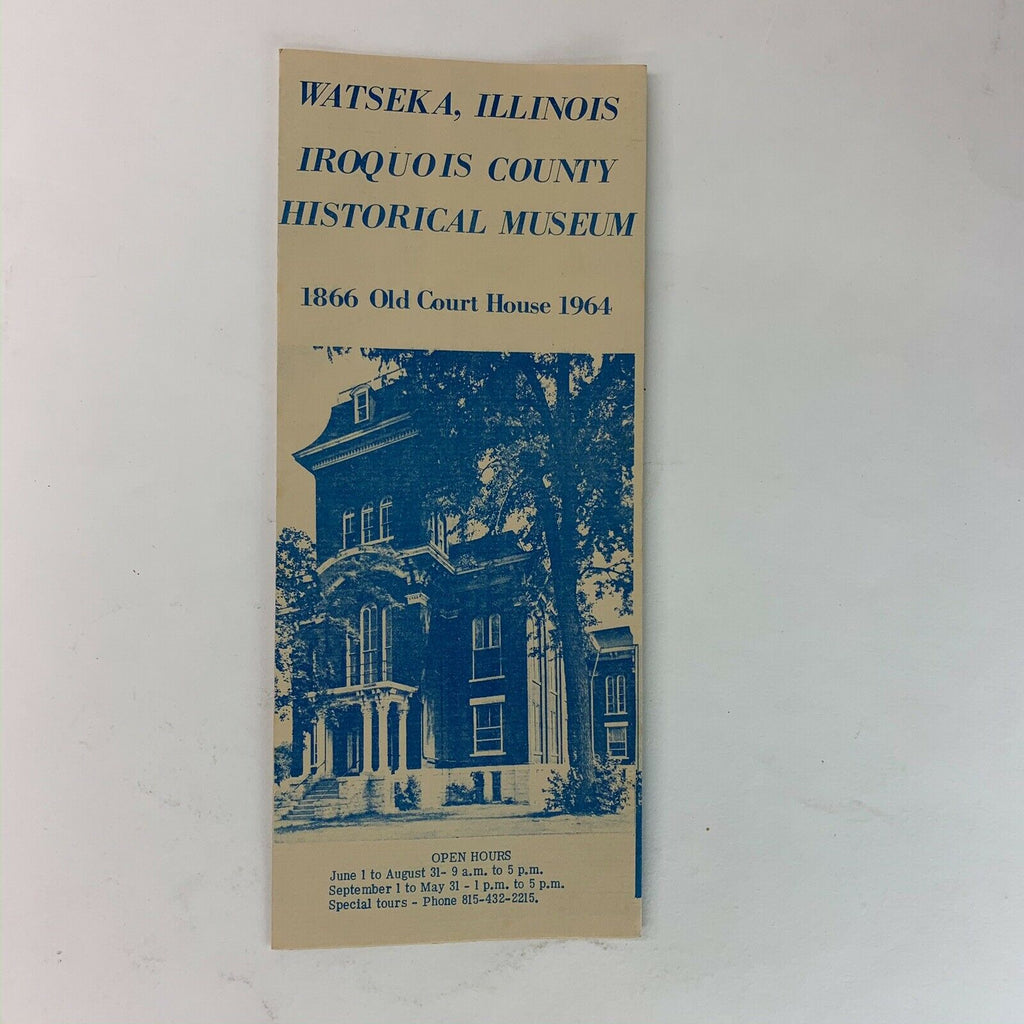 WATSEKA, ILLINOIS
IROQUOIS COUNTY
HISTORICAL MUSEUM
1866 Old Court House 1964
OPEN HOURS
June 1 to August 31- 9 a.m. to 5 p.m.
September 1 to May 31 - 1 p.m. to 5 p.m.
Special tours - Phone 815-432-2215.